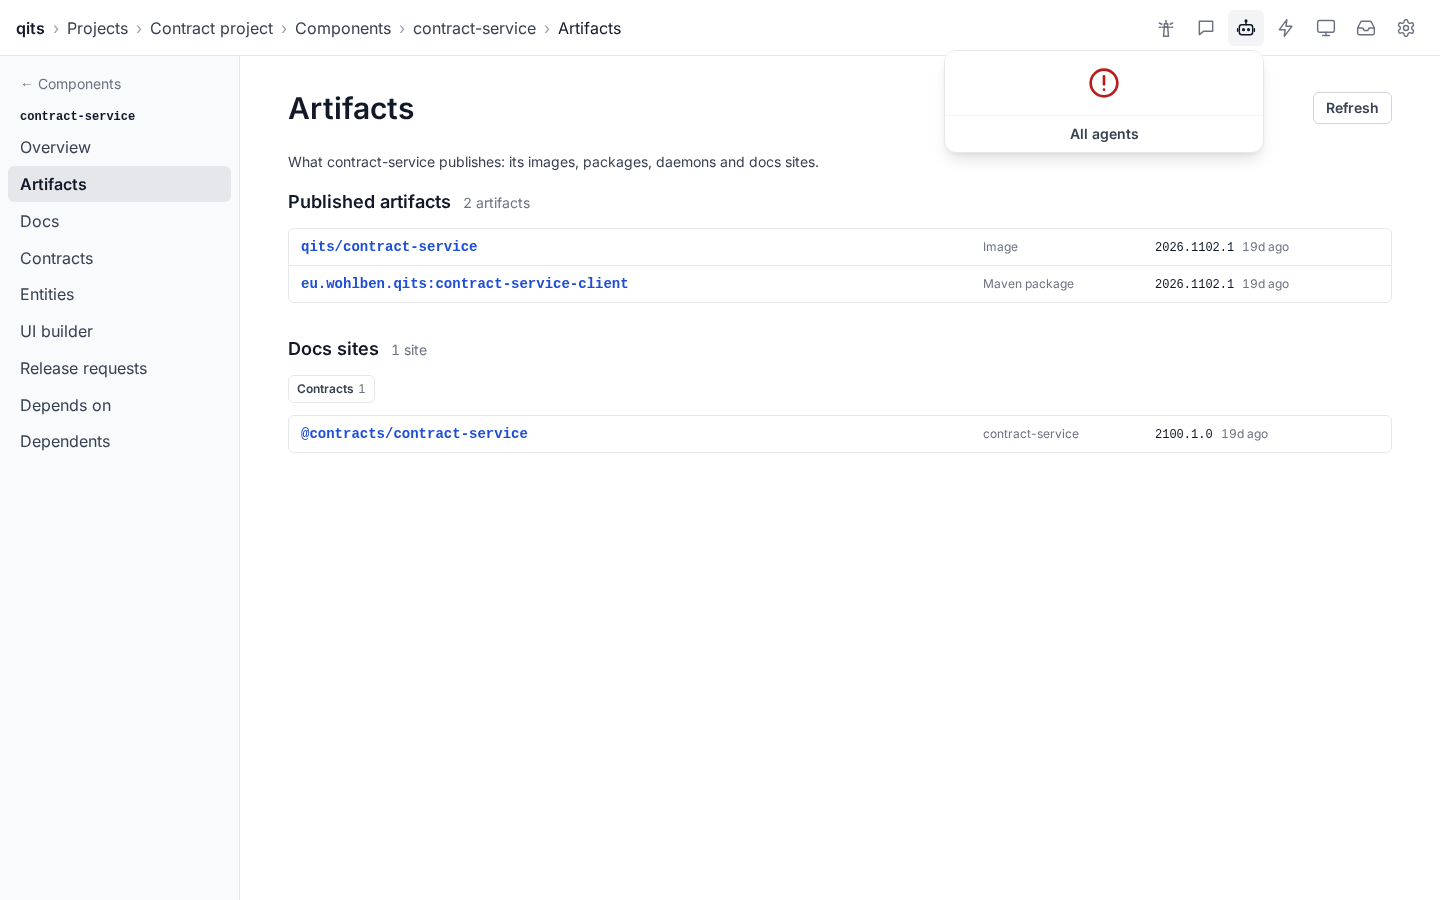 qits › Projects › Contract project › Components › contract-service › Artifacts
← Components
contract-service
Overview
Artifacts
Docs
Contracts
Entities
UI builder
Release requests
Depends on
Dependents
All agents
Artifacts
Refresh
What contract-service publishes: its images, packages, daemons and docs sites.
Published artifacts 2 artifacts
qits/contract-service Image 2026.1102.1 19d ago
eu.wohlben.qits:contract-service-client Maven package 2026.1102.1 19d ago
Docs sites 1 site
Contracts 1
@contracts/contract-service contract-service 2100.1.0 19d ago